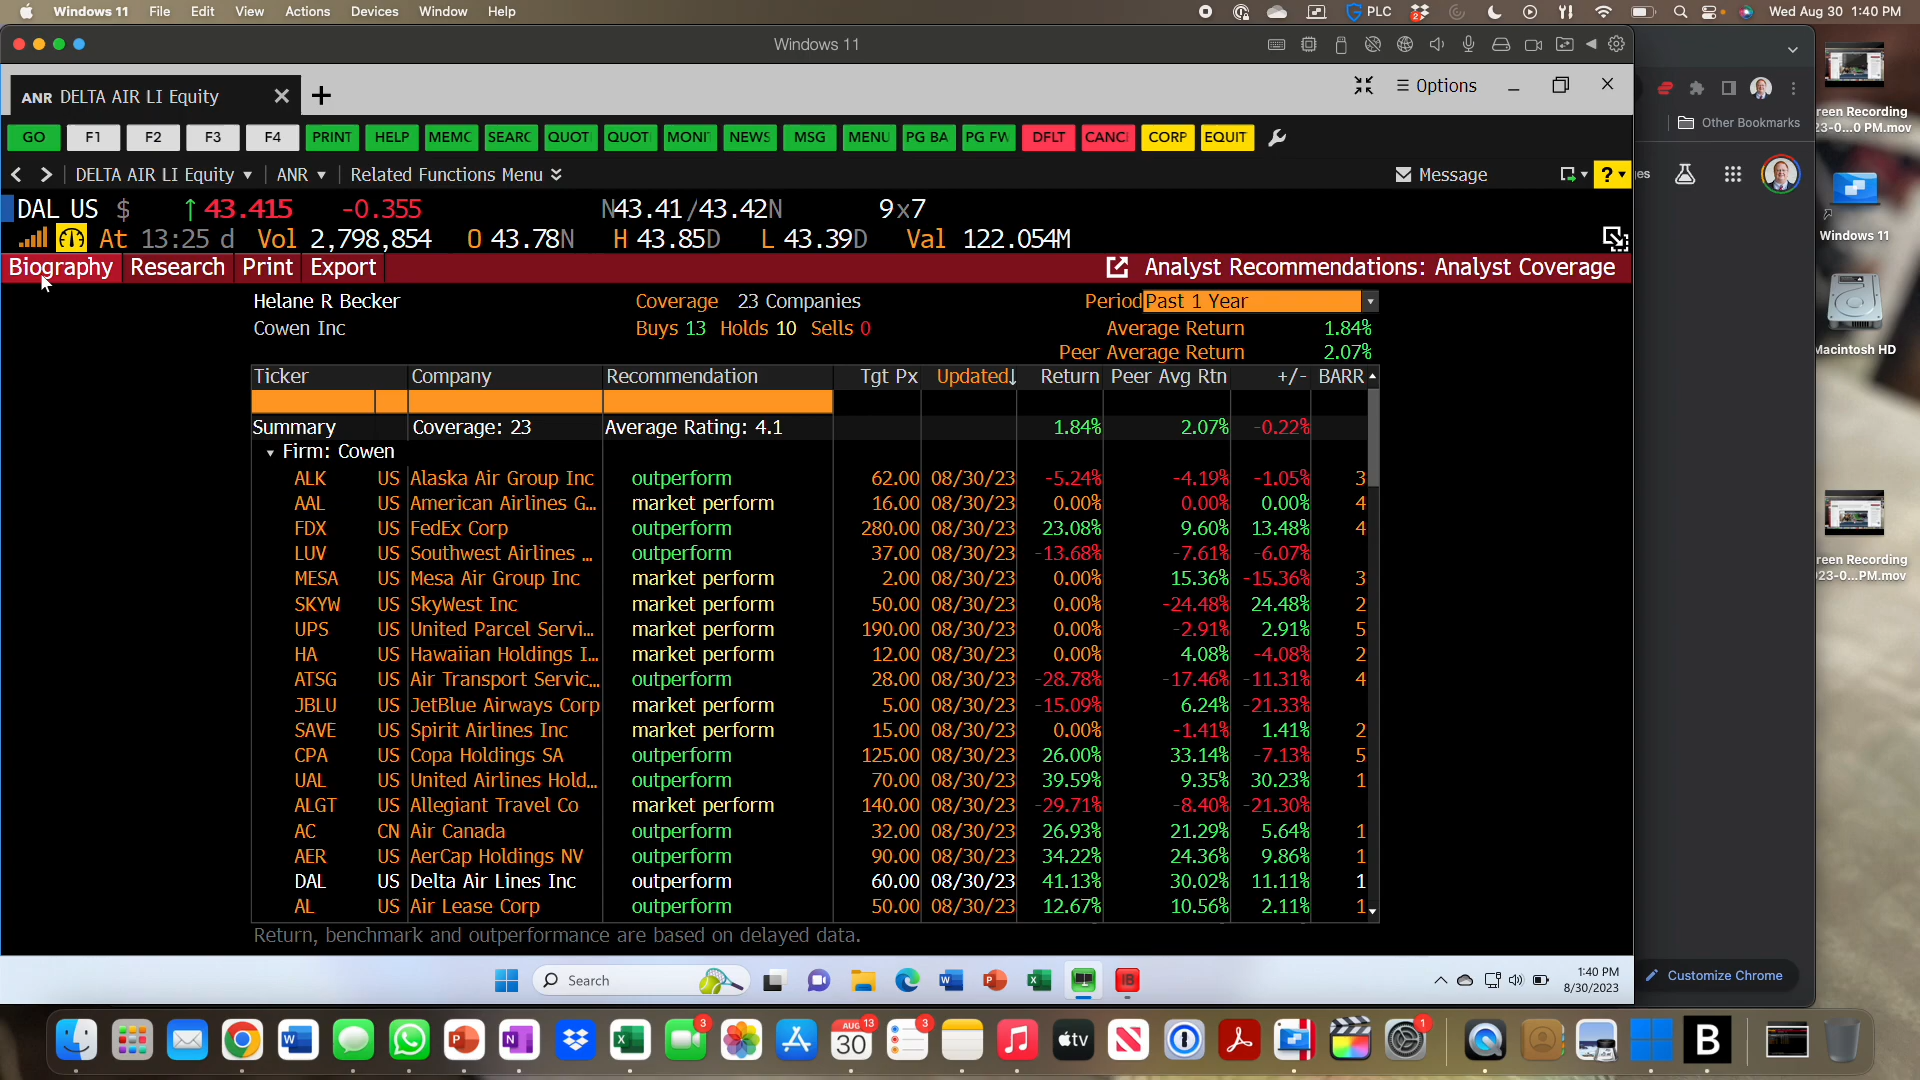 Windows 11 File Edit View Actions Devices Window Help PLC 2 Wed Aug 30 1:40 PM
Windows 11
ANR DELTA AIR LI Equity Options
Other Bookmarks
GO F1 F2 F3 F4 PRINT HELP MEMC SEARC QUOT QUOT MONI NEWS MSG MENU PG BA PG FW DFLT CANC CORP EQUIT
DELTA AIR LI Equity ANR Related Functions Menu Message ?
DAL US $ ↑ 43.415 -0.355 N43.41/43.42N 9x7
At 13:25 d Vol 2,798,854 O 43.78N H 43.85D L 43.39D Val 122.054M
Biography Research Print Export Analyst Recommendations: Analyst Coverage
Helane R Becker Coverage 23 Companies Period Past 1 Year
Cowen Inc Buys 13 Holds 10 Sells 0 Average Return 1.84%
Peer Average Return 2.07%
Ticker Company Recommendation Tgt Px Updated↓ Return Peer Avg Rtn +/- BARR
Summary Coverage: 23 Average Rating: 4.1 1.84% 2.07% -0.22%
Firm: Cowen
ALK US Alaska Air Group Inc outperform 62.00 08/30/23 -5.24% -4.19% -1.05% 3
AAL US American Airlines G... market perform 16.00 08/30/23 0.00% 0.00% 0.00% 4
FDX US FedEx Corp outperform 280.00 08/30/23 23.08% 9.60% 13.48% 4
LUV US Southwest Airlines ... outperform 37.00 08/30/23 -13.68% -7.61% -6.07%
MESA US Mesa Air Group Inc market perform 2.00 08/30/23 0.00% 15.36% -15.36% 3
SKYW US SkyWest Inc market perform 50.00 08/30/23 0.00% -24.48% 24.48% 2
UPS US United Parcel Servi... market perform 190.00 08/30/23 0.00% -2.91% 2.91% 5
HA US Hawaiian Holdings I... market perform 12.00 08/30/23 0.00% 4.08% -4.08% 2
ATSG US Air Transport Servic... outperform 28.00 08/30/23 -28.78% -17.46% -11.31% 4
JBLU US JetBlue Airways Corp market perform 5.00 08/30/23 -15.09% 6.24% -21.33%
SAVE US Spirit Airlines Inc market perform 15.00 08/30/23 0.00% -1.41% 1.41% 2
CPA US Copa Holdings SA outperform 125.00 08/30/23 26.00% 33.14% -7.13% 5
UAL US United Airlines Hold... outperform 70.00 08/30/23 39.59% 9.35% 30.23% 1
ALGT US Allegiant Travel Co market perform 140.00 08/30/23 -29.71% -8.40% -21.30%
AC CN Air Canada outperform 32.00 08/30/23 26.93% 21.29% 5.64% 1
AER US AerCap Holdings NV outperform 90.00 08/30/23 34.22% 24.36% 9.86% 1
DAL US Delta Air Lines Inc outperform 60.00 08/30/23 41.13% 30.02% 11.11% 1
AL US Air Lease Corp outperform 50.00 08/30/23 12.67% 10.56% 2.11% 1
Return, benchmark and outperformance are based on delayed data.
Search 1:40 PM
8/30/2023
Customize Chrome
es
reen Recording
23-0...0 PM.mov
Windows 11
Macintosh HD
reen Recording
23-0...PM.mov
3 AUG 13 30 3 tv 1 B